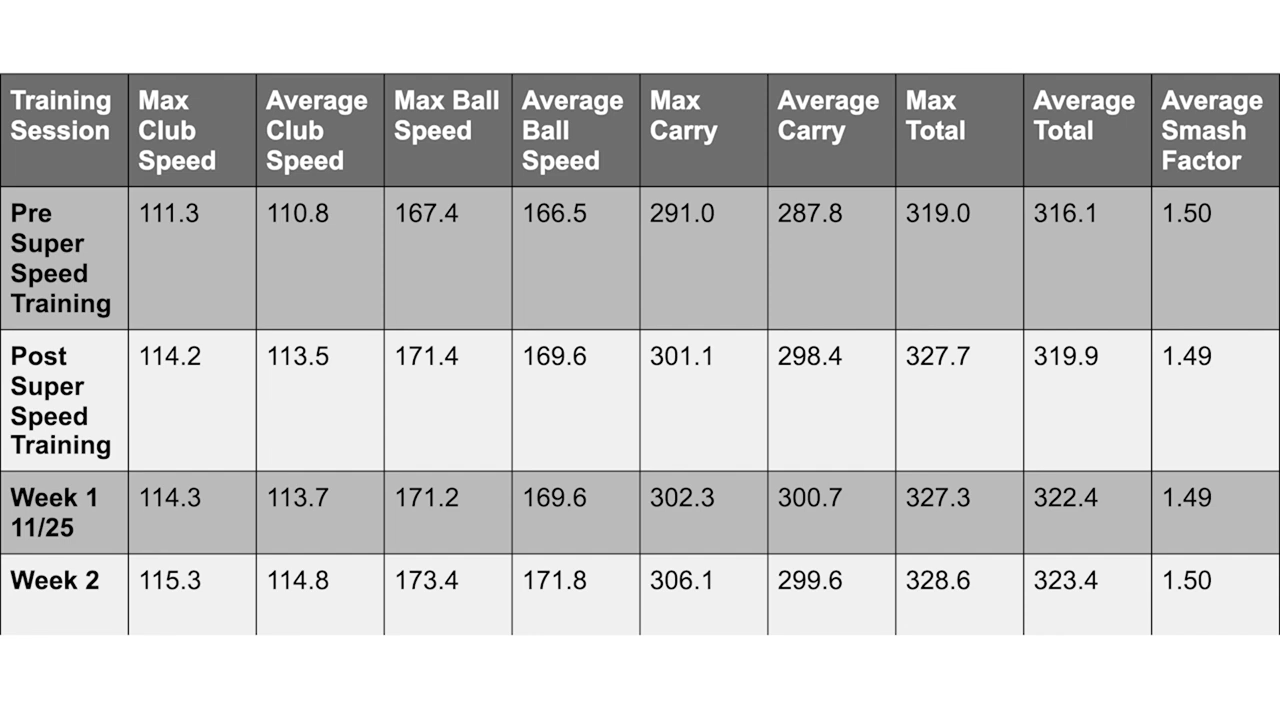 Training Session | Max Club Speed | Average Club Speed | Max Ball Speed | Average Ball Speed | Max Carry | Average Carry | Max Total | Average Total | Average Smash Factor
Pre Super Speed Training | 111.3 | 110.8 | 167.4 | 166.5 | 291.0 | 287.8 | 319.0 | 316.1 | 1.50
Post Super Speed Training | 114.2 | 113.5 | 171.4 | 169.6 | 301.1 | 298.4 | 327.7 | 319.9 | 1.49
Week 1 11/25 | 114.3 | 113.7 | 171.2 | 169.6 | 302.3 | 300.7 | 327.3 | 322.4 | 1.49
Week 2 | 115.3 | 114.8 | 173.4 | 171.8 | 306.1 | 299.6 | 328.6 | 323.4 | 1.50